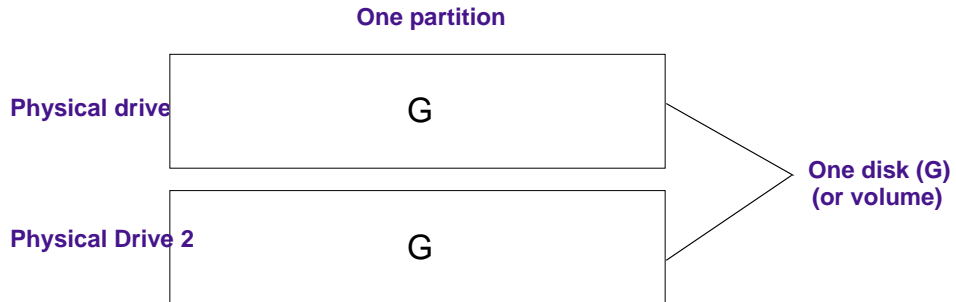 One partition
Physical drive
G
One disk (G)
(or volume)
Physical Drive 2
G